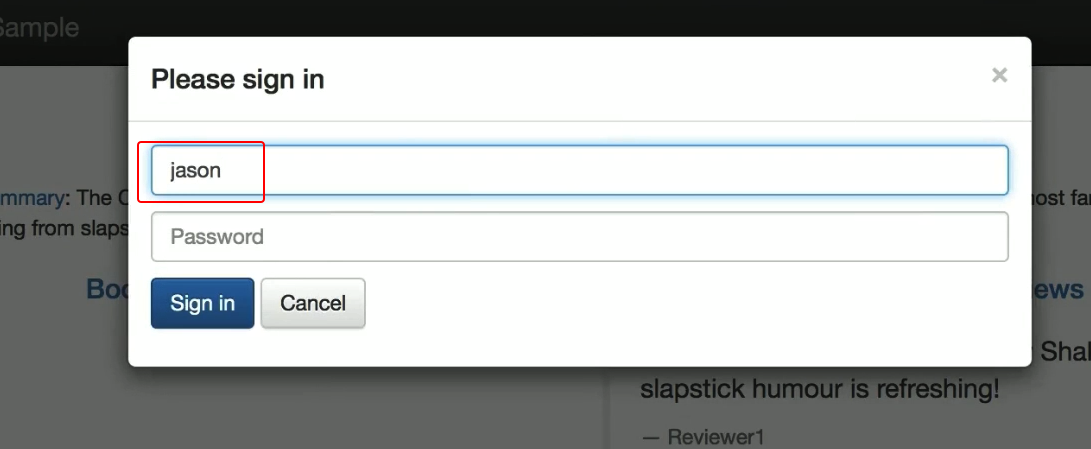 Sample
Please sign in
×
jason
mmary: The C
ost fa
ing from slaps
Password
Boo
ews
Sign in
Cancel
Shal
slapstick humour is refreshing!
— Reviewer1